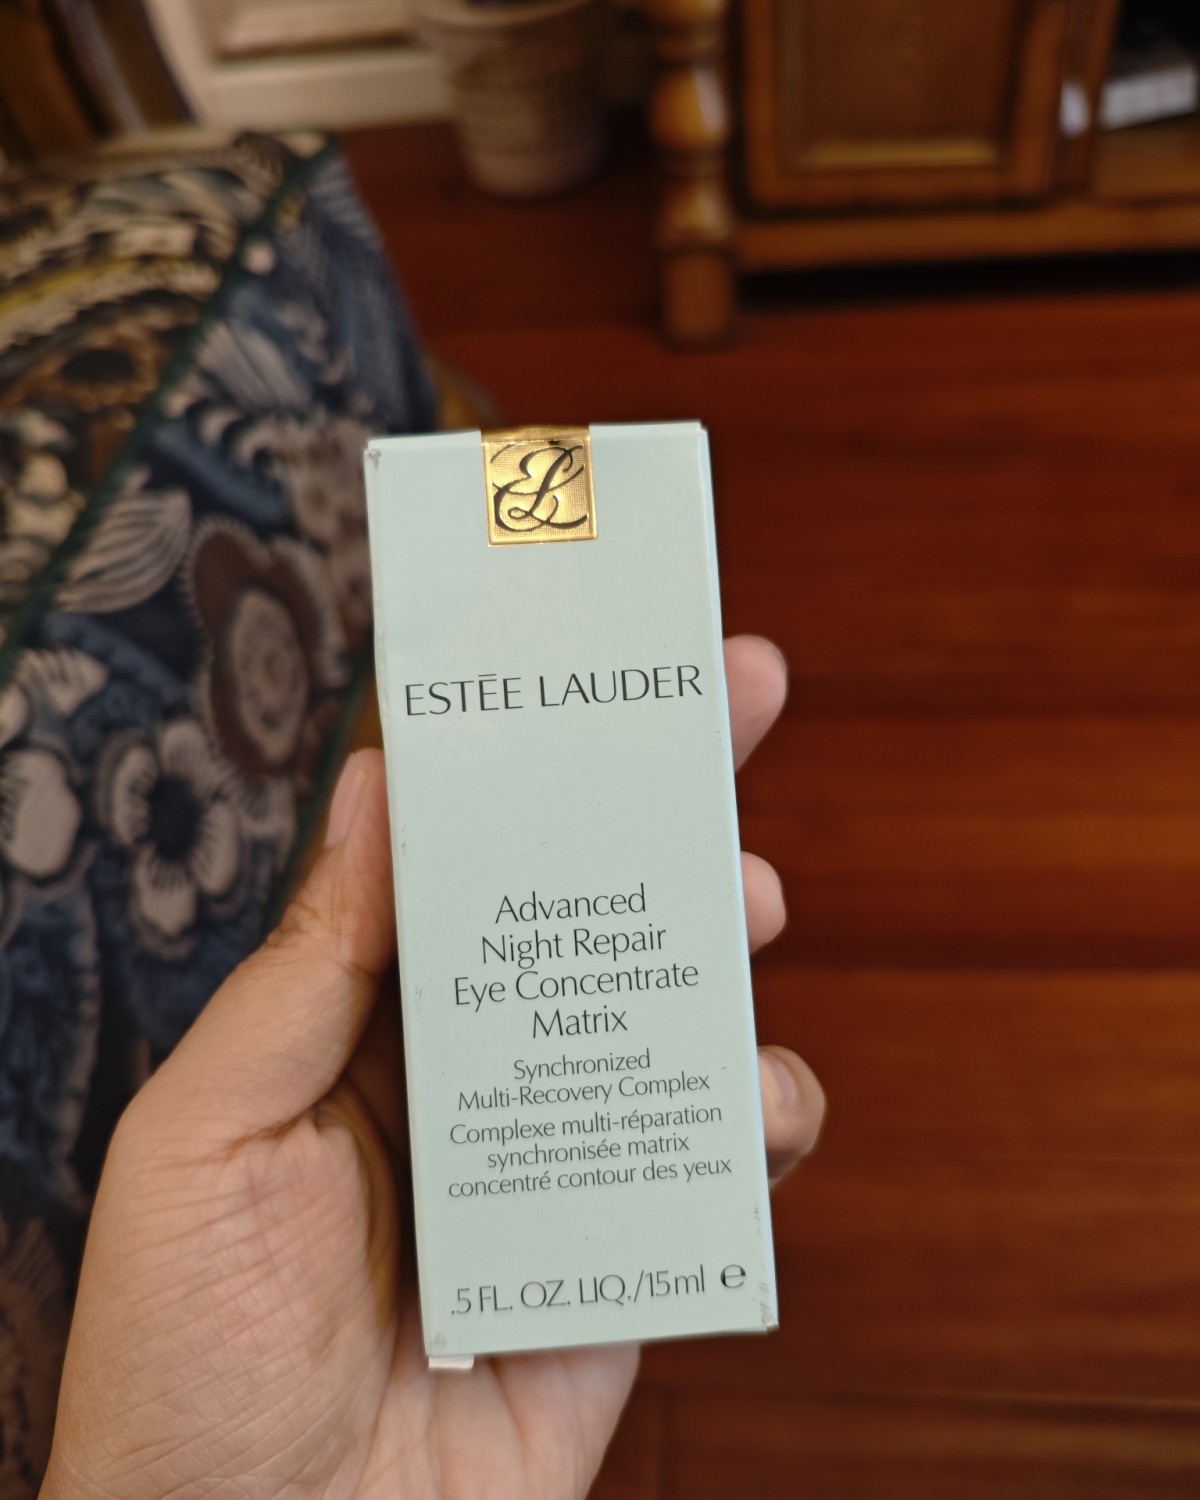 EL
ESTĒE LAUDER
Advanced
Night Repair
Eye Concentrate
Matrix
Synchronized
Multi-Recovery Complex
Complexe multi-réparation
synchronisée matrix
concentré contour des yeux
.5 FL. OZ. LIQ./15ml ℮